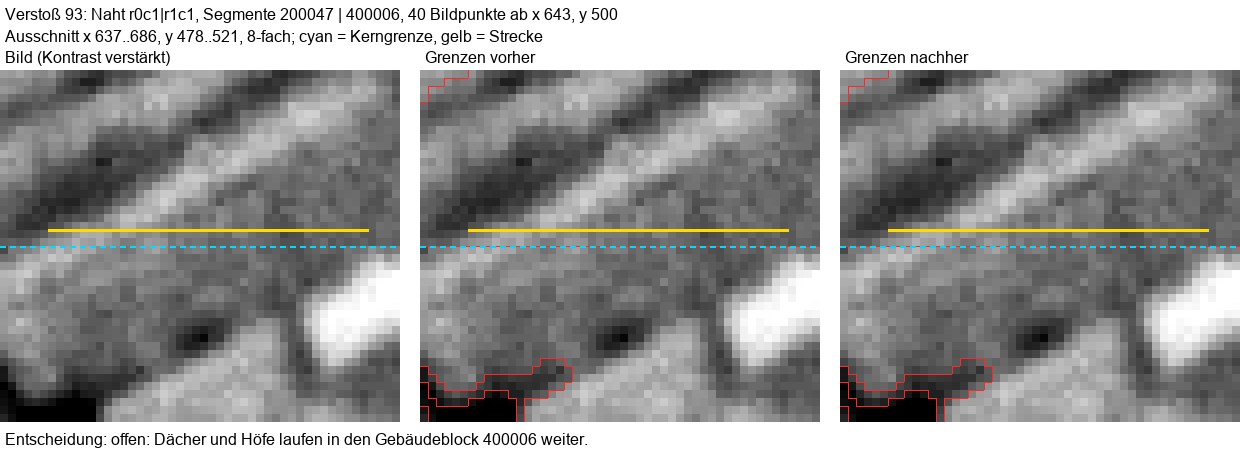 Verstoß 93: Naht r0c1|r1c1, Segmente 200047 | 400006, 40 Bildpunkte ab x 643, y 500
Ausschnitt x 637..686, y 478..521, 8-fach; cyan = Kerngrenze, gelb = Strecke
Bild (Kontrast verstärkt)
Grenzen vorher
Grenzen nachher
Entscheidung: offen: Dächer und Höfe laufen in den Gebäudeblock 400006 weiter.